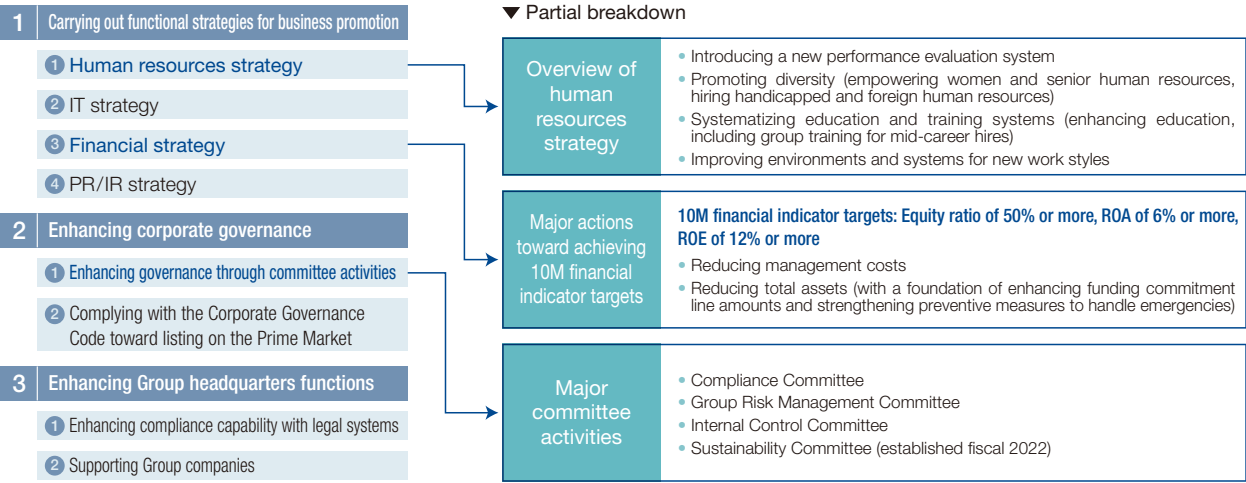 1 Carrying out functional strategies for business promotion
1 Human resources strategy
2 IT strategy
3 Financial strategy
4 PR/IR strategy
2 Enhancing corporate governance
1 Enhancing governance through committee activities
2 Complying with the Corporate Governance
Code toward listing on the Prime Market
3 Enhancing Group headquarters functions
1 Enhancing compliance capability with legal systems
2 Supporting Group companies
▼ Partial breakdown
Overview of
human
resources
strategy
• Introducing a new performance evaluation system
• Promoting diversity (empowering women and senior human resources,
hiring handicapped and foreign human resources)
• Systematizing education and training systems (enhancing education,
including group training for mid-career hires)
• Improving environments and systems for new work styles
Major actions
toward achieving
10M financial
indicator targets
10M financial indicator targets: Equity ratio of 50% or more, ROA of 6% or more,
ROE of 12% or more
• Reducing management costs
• Reducing total assets (with a foundation of enhancing funding commitment
line amounts and strengthening preventive measures to handle emergencies)
Major
committee
activities
• Compliance Committee
• Group Risk Management Committee
• Internal Control Committee
• Sustainability Committee (established fiscal 2022)